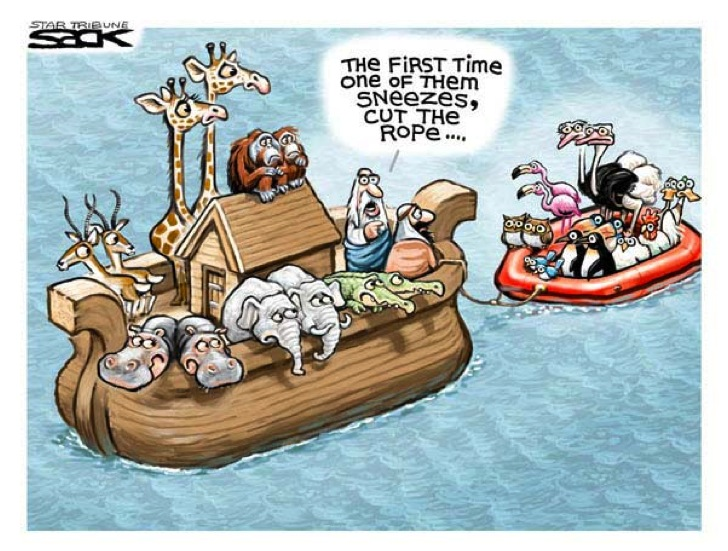 STAR TRIBUNE
SACK
THE FIRST TIME
ONE OF THEM
SNEEZES,
CUT THE
ROPE....